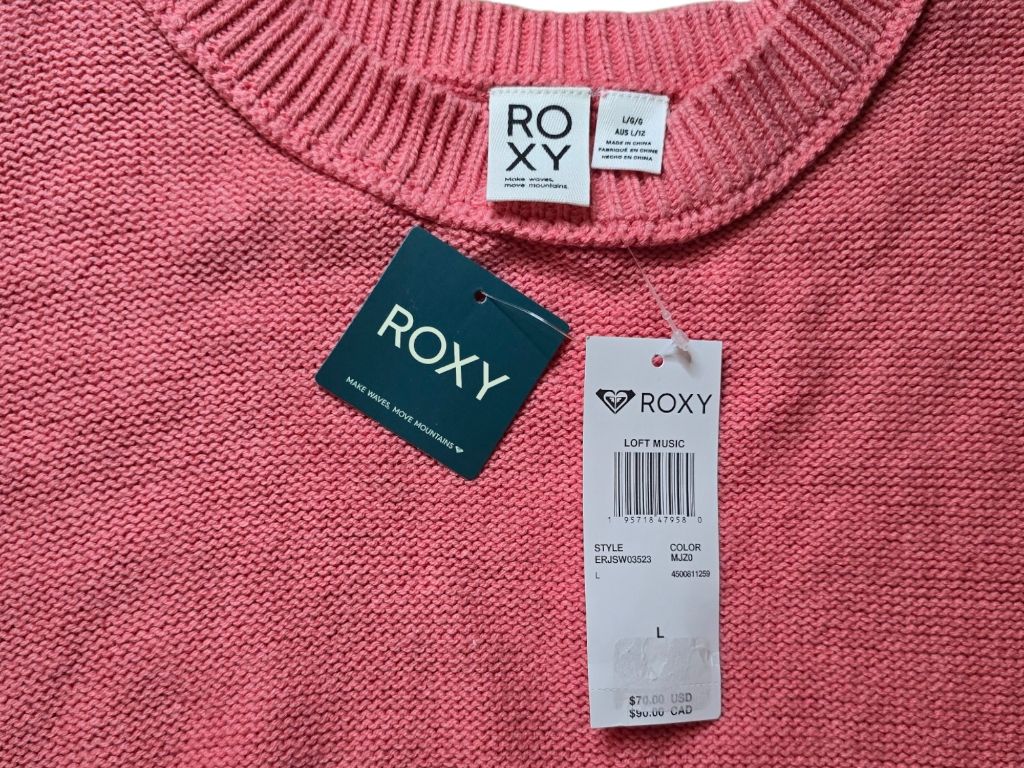 RO
XY
Make waves,
move mountains.
L/G/G
AUS L/12
MADE IN CHINA
FABRIQUÉ EN CHINE
HECHO EN CHINA
ROXY
MAKE WAVES, MOVE MOUNTAINS
ROXY
LOFT MUSIC
1 95718 47958 0
STYLE COLOR
ERJSW03523 MJZ0
L 4500811259
L
$70.00 USD
$90.00 CAD